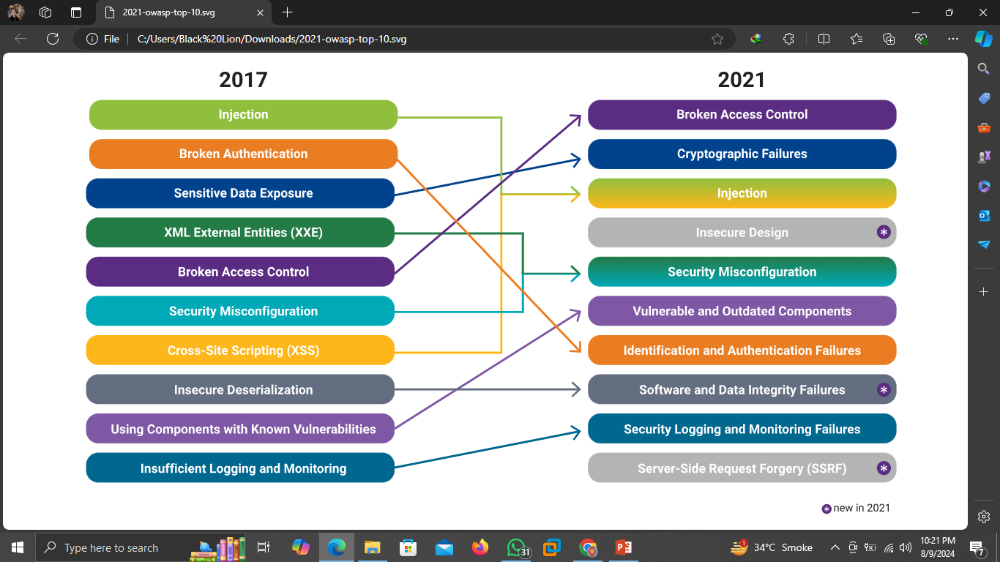 2021-owasp-top-10.svg
File
C:/Users/Black%20Lion/Downloads/2021-owasp-top-10.svg
2017
2021
Injection
Broken Access Control
Broken Authentication
Cryptographic Failures
Sensitive Data Exposure
Injection
XML External Entities (XXE)
Insecure Design *
Broken Access Control
Security Misconfiguration
Security Misconfiguration
Vulnerable and Outdated Components
Cross-Site Scripting (XSS)
Identification and Authentication Failures
Insecure Deserialization
Software and Data Integrity Failures *
Using Components with Known Vulnerabilities
Security Logging and Monitoring Failures
Insufficient Logging and Monitoring
Server-Side Request Forgery (SSRF) *
* new in 2021
Type here to search
31
1
34°C Smoke
10:21 PM
8/9/2024
7